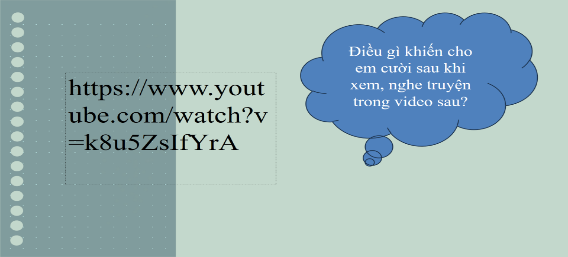 https://www.yout
ube.com/watch?v
=k8u5ZsIfYrA
Điều gì khiến cho
em cười sau khi
xem, nghe truyện
trong video sau?